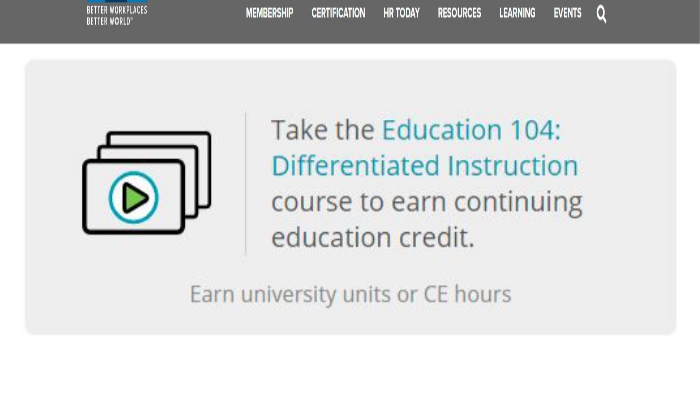 BETTER WORKPLACES
BETTER WORLD™
MEMBERSHIP CERTIFICATION HR TODAY RESOURCES LEARNING EVENTS
Take the Education 104:
Differentiated Instruction
course to earn continuing
education credit.
Earn university units or CE hours